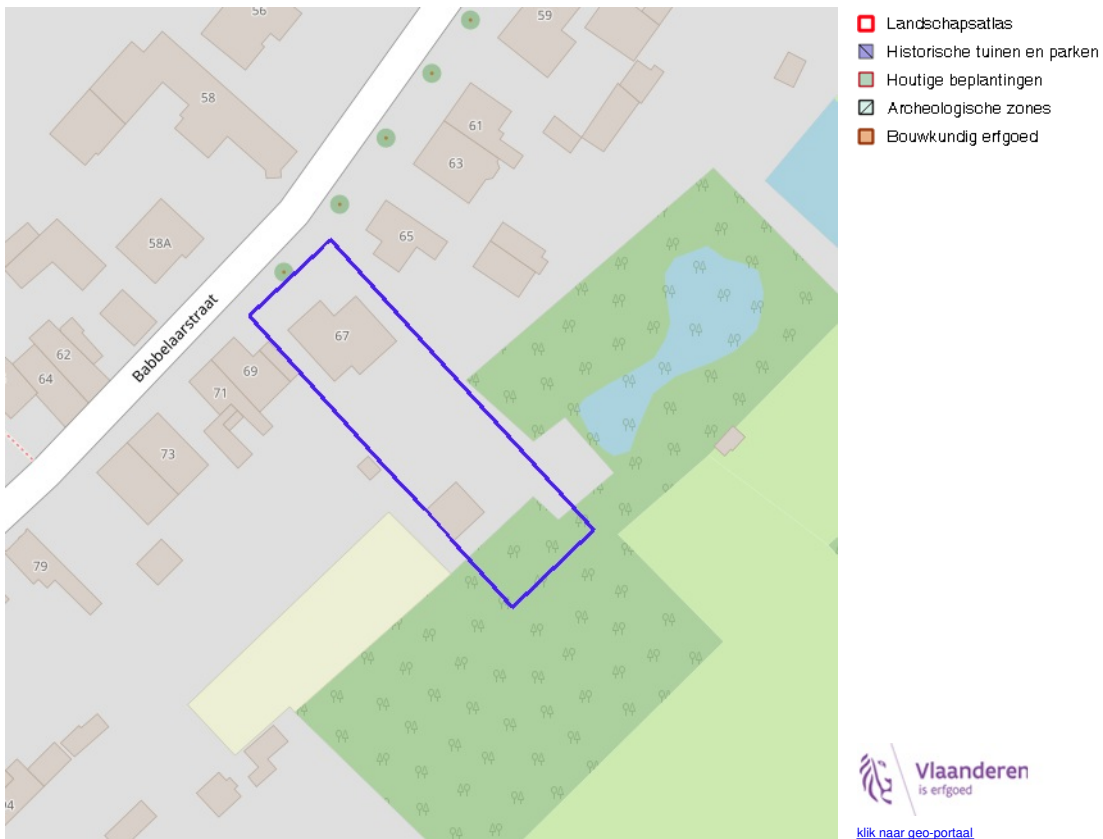 56
59
58
61
63
58A
65
67
62
64
69
71
Babbelaarstraat
73
79
Landschapsatlas
Historische tuinen en parken
Houtige beplantingen
Archeologische zones
Bouwkundig erfgoed
Vlaanderen
is erfgoed
klik naar geo-portaal